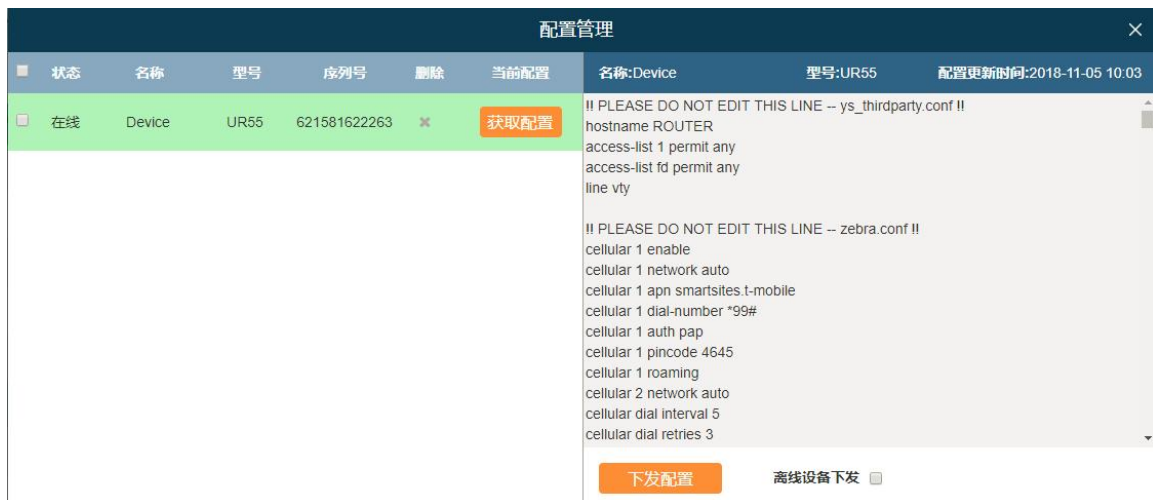 配置管理
状态 名称 型号 序列号 删除 当前配置
在线 Device UR55 621581622263 获取配置
名称:Device 型号:UR55 配置更新时间:2018-11-05 10:03
!! PLEASE DO NOT EDIT THIS LINE -- ys_thirdparty.conf !!
hostname ROUTER
access-list 1 permit any
access-list fd permit any
line vty
!! PLEASE DO NOT EDIT THIS LINE -- zebra.conf !!
cellular 1 enable
cellular 1 network auto
cellular 1 apn smartsites.t-mobile
cellular 1 dial-number *99#
cellular 1 auth pap
cellular 1 pincode 4645
cellular 1 roaming
cellular 2 network auto
cellular dial interval 5
cellular dial retries 3
下发配置 离线设备下发